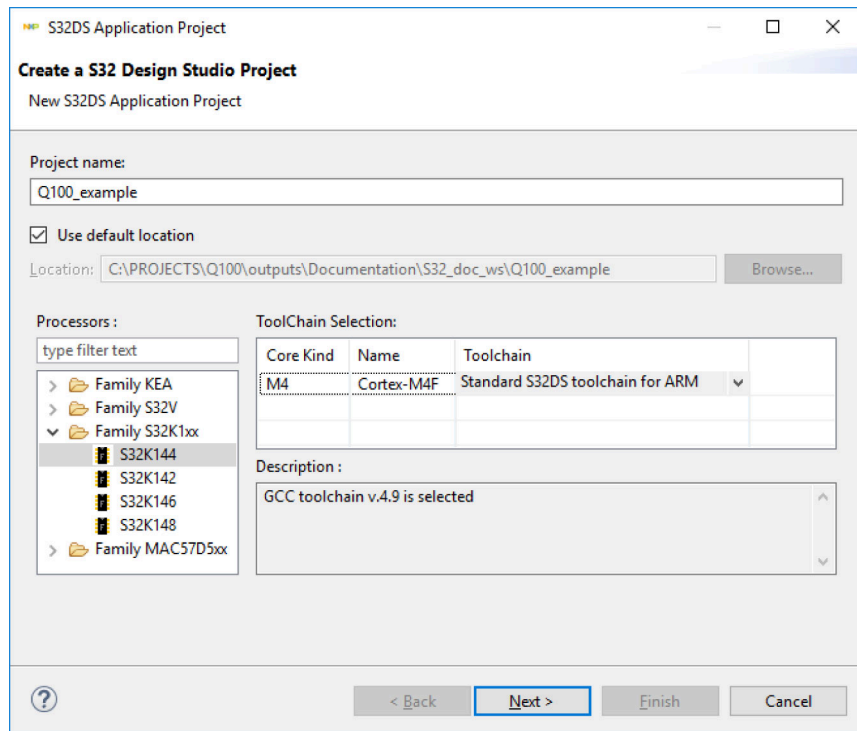 NXP S32DS Application Project
Create a S32 Design Studio Project
New S32DS Application Project
Project name:
Q100_example
Use default location
Location: C:\PROJECTS\Q100\outputs\Documentation\S32_doc_ws\Q100_example Browse...
Processors :
type filter text
Family KEA
Family S32V
Family S32K1xx
S32K144
S32K142
S32K146
S32K148
Family MAC57D5xx
ToolChain Selection:
Core Kind Name Toolchain
M4 Cortex-M4F Standard S32DS toolchain for ARM
Description :
GCC toolchain v.4.9 is selected
? < Back Next > Finish Cancel